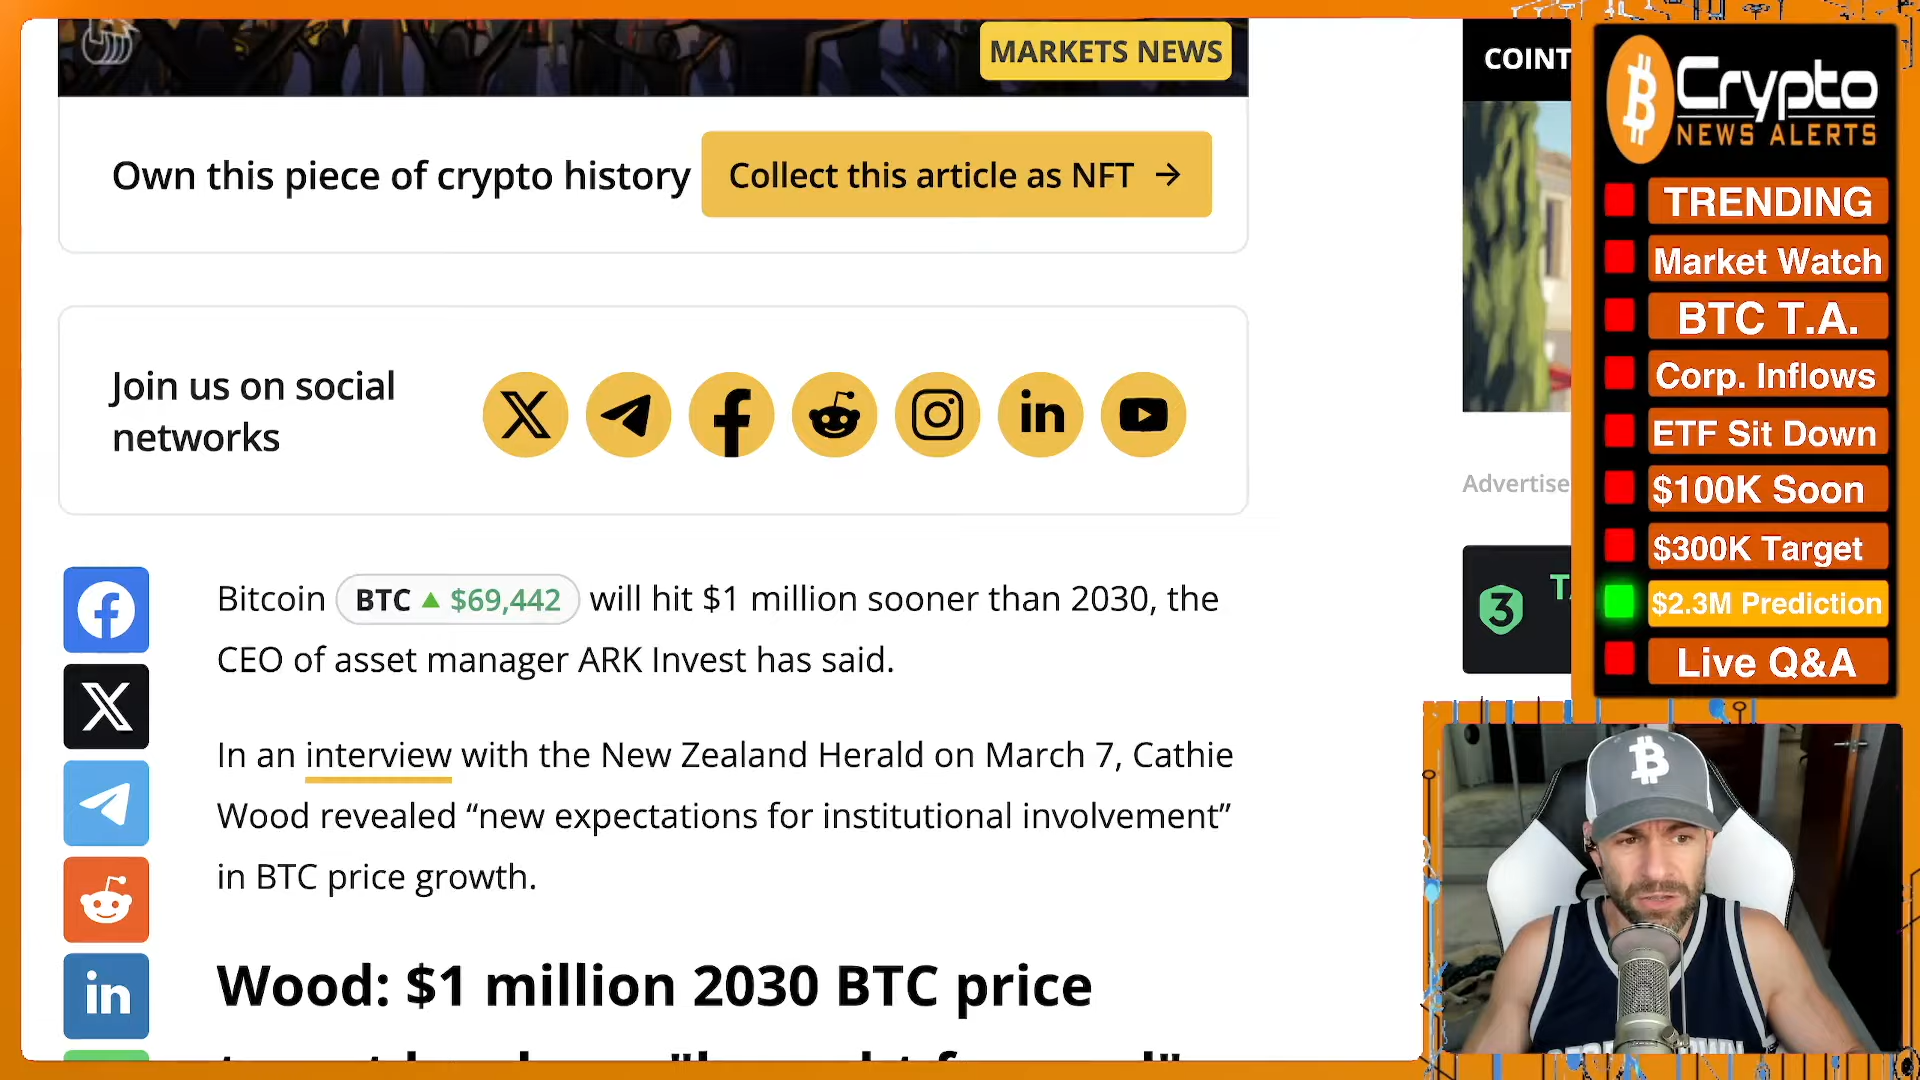 MARKETS NEWS
Own this piece of crypto history
Collect this article as NFT →
Join us on social
networks
Bitcoin BTC ▲ $69,442 will hit $1 million sooner than 2030, the
CEO of asset manager ARK Invest has said.
In an interview with the New Zealand Herald on March 7, Cathie
Wood revealed “new expectations for institutional involvement”
in BTC price growth.
Wood: $1 million 2030 BTC price
COINT
Advertise
3
Crypto
NEWS ALERTS
TRENDING
Market Watch
BTC T.A.
Corp. Inflows
ETF Sit Down
$100K Soon
$300K Target
$2.3M Prediction
Live Q&A